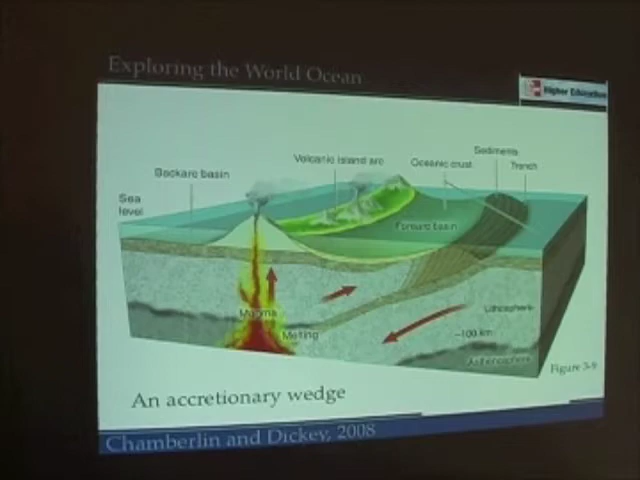 Exploring the World Ocean
Higher Education
Sediments
Volcanic island arc
Oceanic crust
Trench
Backarc basin
Sea
level
Forearc basin
Magma
Lithosphere
Melting
~100 km
Asthenosphere
Figure 3-9
An accretionary wedge
Chamberlin and Dickey, 2008